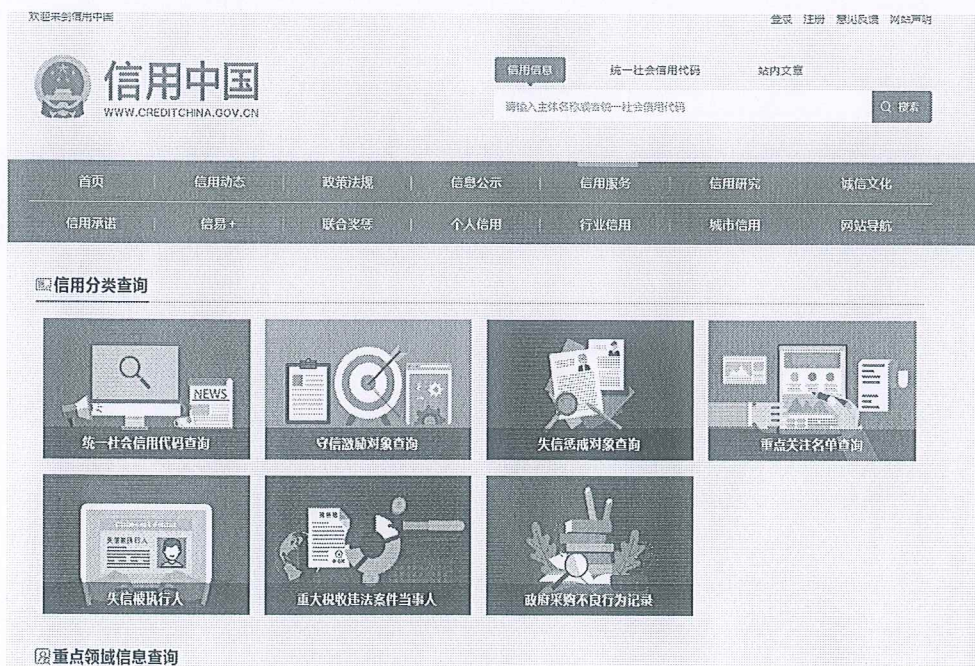 欢迎来到信用中国
登录 注册 意见反馈 网站声明
信用中国
WWW.CREDITCHINA.GOV.CN
信用信息 统一社会信用代码 站内文章
请输入主体名称或者统一社会信用代码
搜索
首页 信用动态 政策法规 信息公示 信用服务 信用研究 诚信文化
信用承诺 信易+ 联合奖惩 个人信用 行业信用 城市信用 网站导航
信用分类查询
NEWS
统一社会信用代码查询 守信激励对象查询 失信惩戒对象查询 重点关注名单查询
失信被执行人
失信被执行人 重大税收违法案件当事人 政府采购不良行为记录
重点领域信息查询